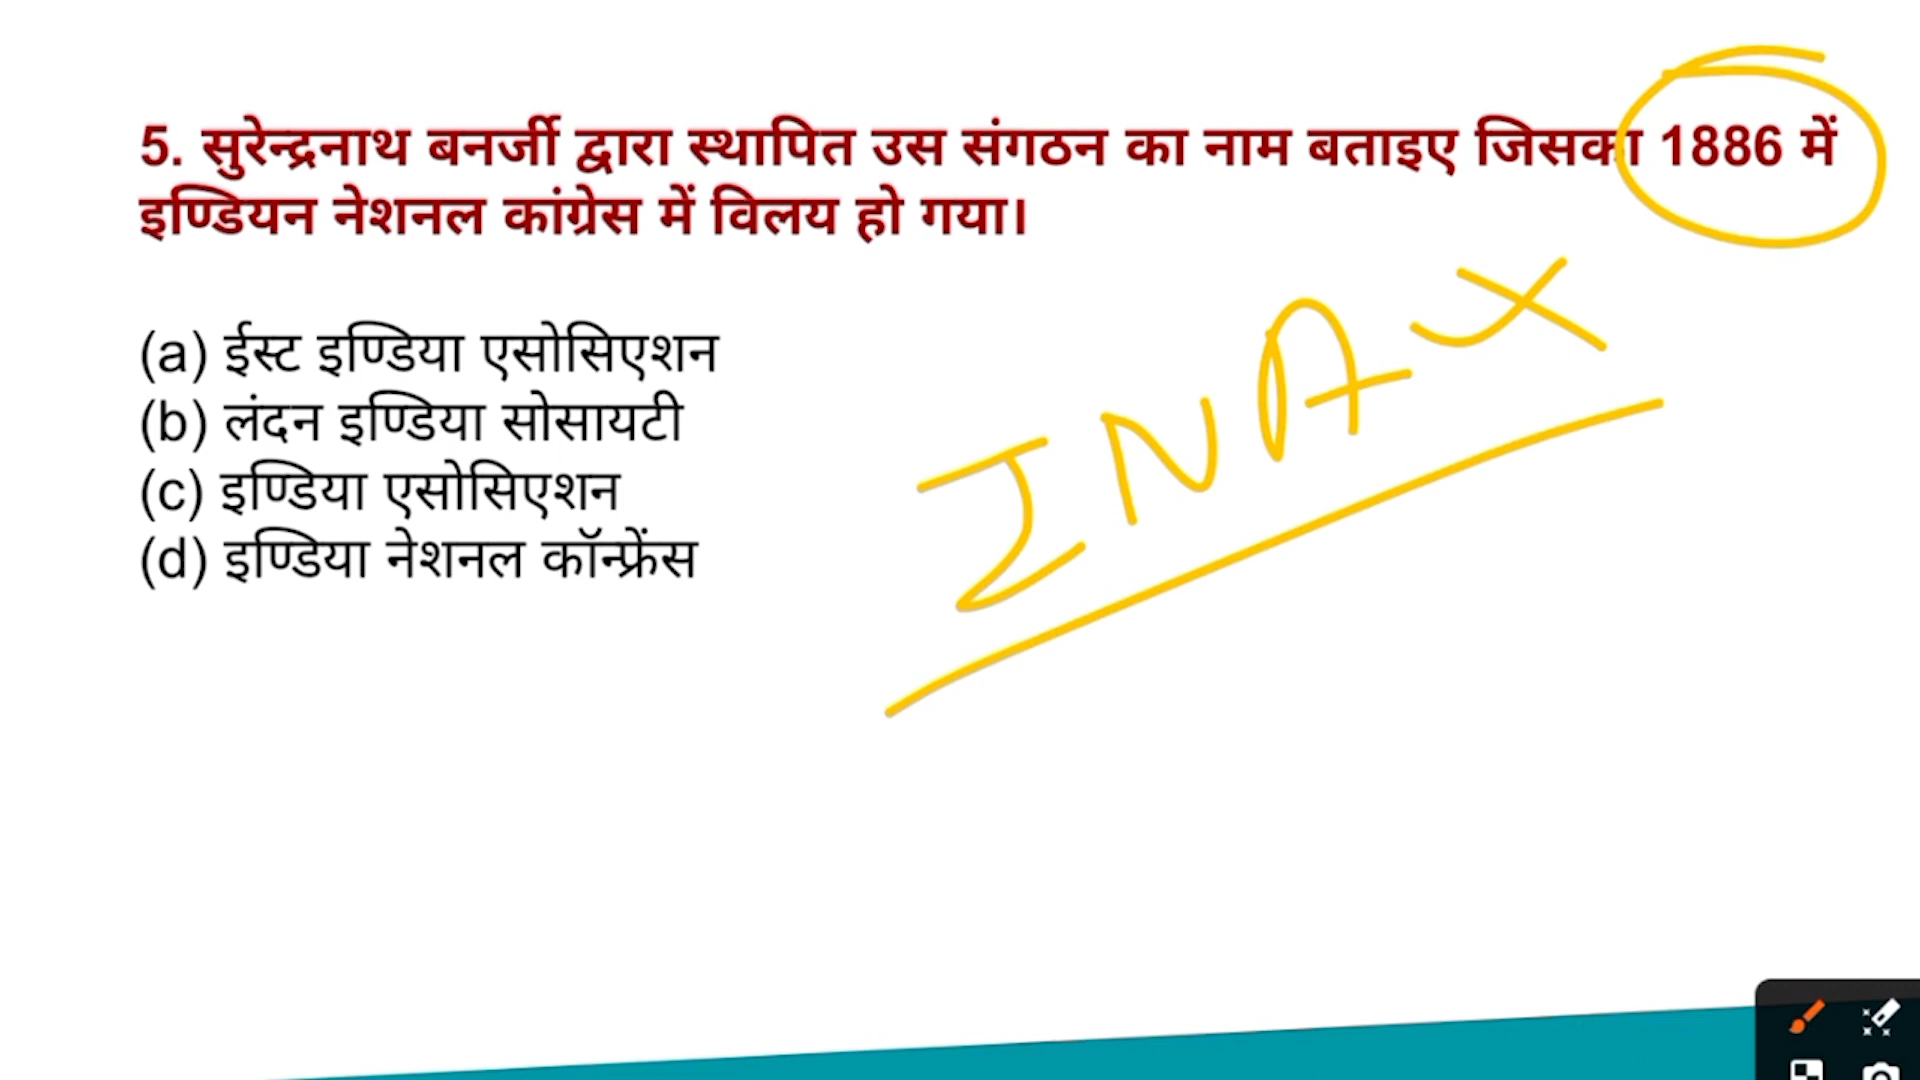 5. सुरेन्द्रनाथ बनर्जी द्वारा स्थापित उस संगठन का नाम बताइए जिसका 1886 में
इण्डियन नेशनल कांग्रेस में विलय हो गया।
(a) ईस्ट इण्डिया एसोसिएशन
(b) लंदन इण्डिया सोसायटी
(c) इण्डिया एसोसिएशन
(d) इण्डिया नेशनल कॉन्फ्रेंस
INA